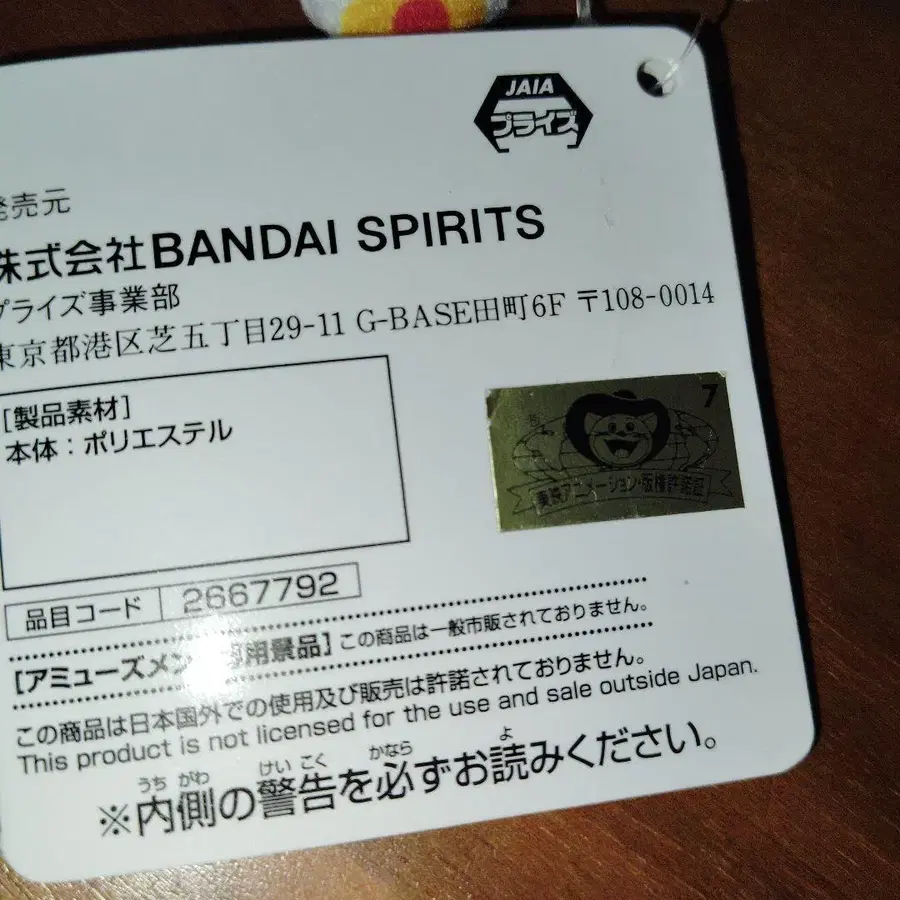 JAIA
プライズ
発売元
株式会社BANDAI SPIRITS
プライズ事業部
東京都港区芝五丁目29-11 G-BASE田町6F 〒108-0014
[製品素材]
本体：ポリエステル
7
東映アニメーション・版権許諾証
品目コード 2667792
[アミューズメント専用景品] この商品は一般市販されておりません。
この商品は日本国外での使用及び販売は許諾されておりません。
This product is not licensed for the use and sale outside Japan.
うち がわ けい こく かなら よ
※内側の警告を必ずお読みください。